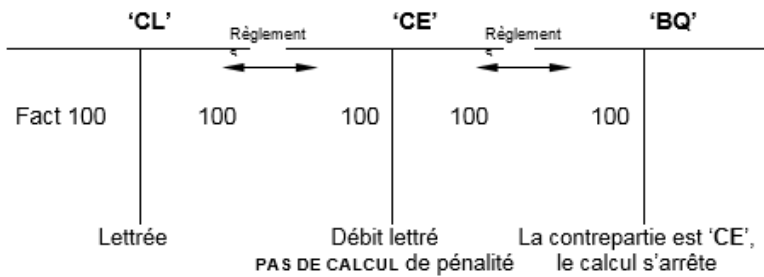 ‘CL’ Règlement ‘CE’ Règlement ‘BQ’
Fact 100 100 100 100 100
Lettrée Débit lettré La contrepartie est ‘CE’,
PAS DE CALCUL de pénalité le calcul s’arrête